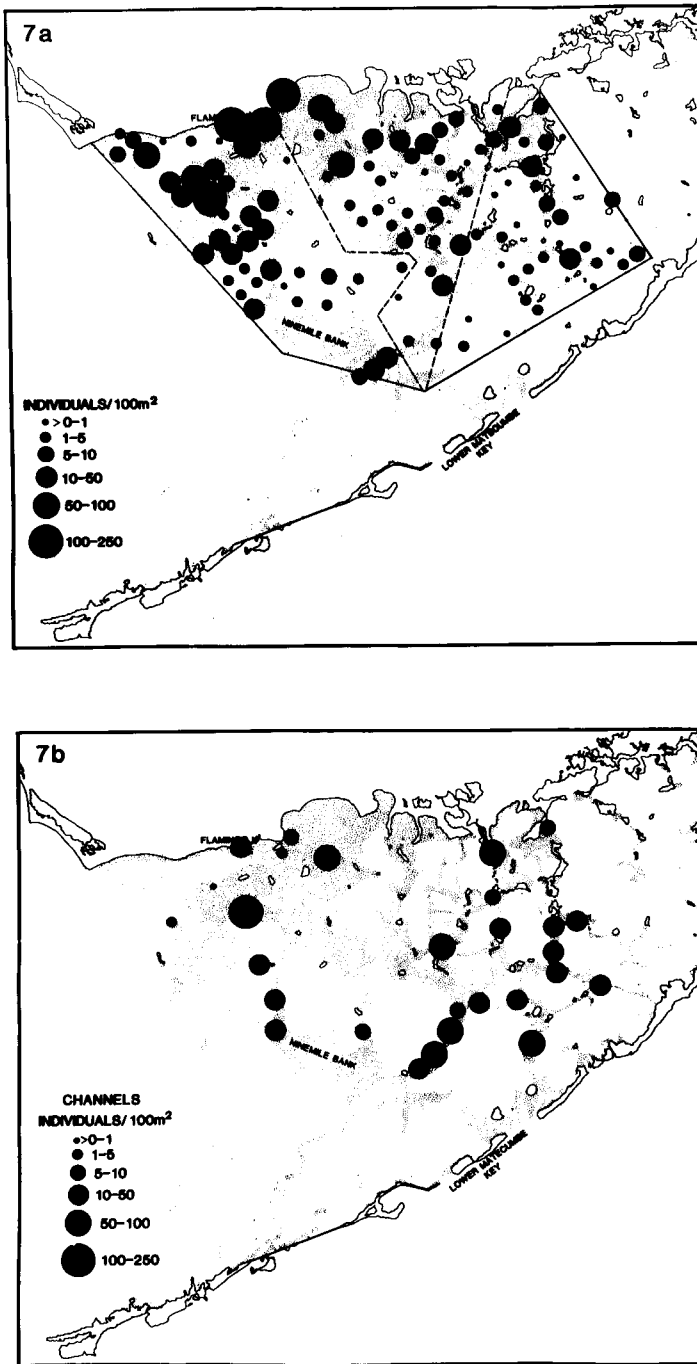 7a
FLAM
NINEMILE BANK
INDIVIDUALS/100m²
>0-1
1-5
5-10
10-50
50-100
100-250
LOWER MATECUMBE
KEY
7b
FLAMINGO
NINEMILE BANK
CHANNELS
INDIVIDUALS/100m²
>0-1
1-5
5-10
10-50
50-100
100-250
LOWER MATECUMBE
KEY